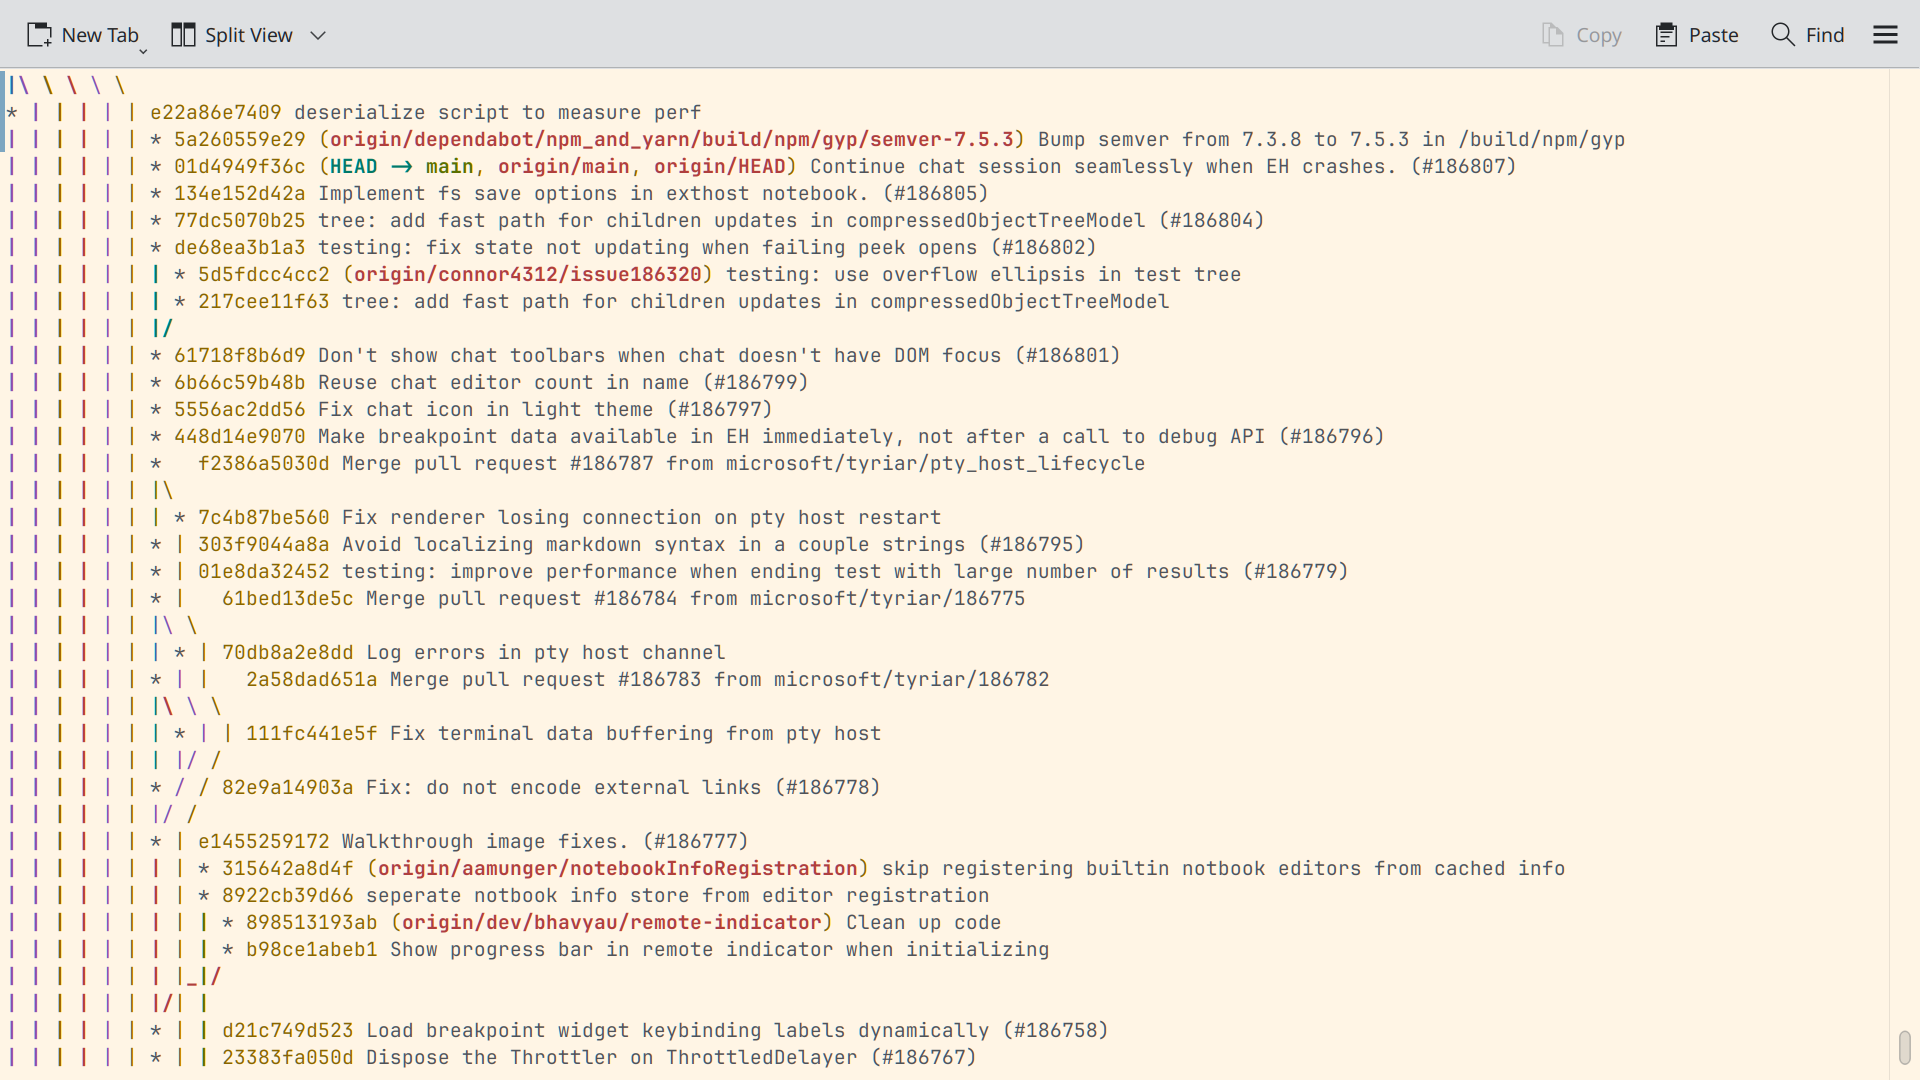 New Tab Split View Copy Paste Find
|\ \ \ \ \
* | | | | | e22a86e7409 deserialize script to measure perf
| | | | | | * 5a260559e29 (origin/dependabot/npm_and_yarn/build/npm/gyp/semver-7.5.3) Bump semver from 7.3.8 to 7.5.3 in /build/npm/gyp
| | | | | | * 01d4949f36c (HEAD -> main, origin/main, origin/HEAD) Continue chat session seamlessly when EH crashes. (#186807)
| | | | | | * 134e152d42a Implement fs save options in exthost notebook. (#186805)
| | | | | | * 77dc5070b25 tree: add fast path for children updates in compressedObjectTreeModel (#186804)
| | | | | | * de68ea3b1a3 testing: fix state not updating when failing peek opens (#186802)
| | | | | | | * 5d5fdcc4cc2 (origin/connor4312/issue186320) testing: use overflow ellipsis in test tree
| | | | | | | * 217cee11f63 tree: add fast path for children updates in compressedObjectTreeModel
| | | | | | |/
| | | | | | * 61718f8b6d9 Don't show chat toolbars when chat doesn't have DOM focus (#186801)
| | | | | | * 6b66c59b48b Reuse chat editor count in name (#186799)
| | | | | | * 5556ac2dd56 Fix chat icon in light theme (#186797)
| | | | | | * 448d14e9070 Make breakpoint data available in EH immediately, not after a call to debug API (#186796)
| | | | | | *   f2386a5030d Merge pull request #186787 from microsoft/tyriar/pty_host_lifecycle
| | | | | | |\
| | | | | | | * 7c4b87be560 Fix renderer losing connection on pty host restart
| | | | | | * | 303f9044a8a Avoid localizing markdown syntax in a couple strings (#186795)
| | | | | | * | 01e8da32452 testing: improve performance when ending test with large number of results (#186779)
| | | | | | * |   61bed13de5c Merge pull request #186784 from microsoft/tyriar/186775
| | | | | | |\ \
| | | | | | | * | 70db8a2e8dd Log errors in pty host channel
| | | | | | * | |   2a58dad651a Merge pull request #186783 from microsoft/tyriar/186782
| | | | | | |\ \ \
| | | | | | | * | | 111fc441e5f Fix terminal data buffering from pty host
| | | | | | | |/ /
| | | | | | * / / 82e9a14903a Fix: do not encode external links (#186778)
| | | | | | |/ /
| | | | | | * | e1455259172 Walkthrough image fixes. (#186777)
| | | | | | | | * 315642a8d4f (origin/aamunger/notebookInfoRegistration) skip registering builtin notbook editors from cached info
| | | | | | | | * 8922cb39d66 seperate notbook info store from editor registration
| | | | | | | | | * 898513193ab (origin/dev/bhavyau/remote-indicator) Clean up code
| | | | | | | | | * b98ce1abeb1 Show progress bar in remote indicator when initializing
| | | | | | | |_|/
| | | | | | |/| |
| | | | | | * | | d21c749d523 Load breakpoint widget keybinding labels dynamically (#186758)
| | | | | | * | | 23383fa050d Dispose the Throttler on ThrottledDelayer (#186767)